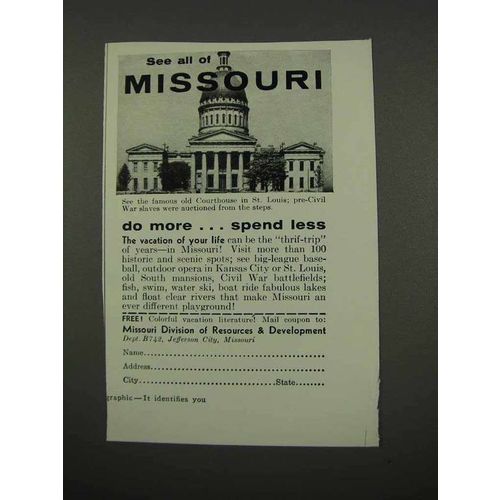 See all of
MISSOURI
See the famous old Courthouse in St. Louis; pre-Civil
War slaves were auctioned from the steps.
do more . . . spend less
The vacation of your life can be the "thrif-trip"
of years—in Missouri! Visit more than 100
historic and scenic spots; see big-league base-
ball, outdoor opera in Kansas City or St. Louis,
old South mansions, Civil War battlefields;
fish, swim, water ski, boat ride fabulous lakes
and float clear rivers that make Missouri an
ever different playground!
FREE! Colorful vacation literature! Mail coupon to:
Missouri Division of Resources & Development
Dept. B742, Jefferson City, Missouri
Name
Address
City State
graphic—It identifies you